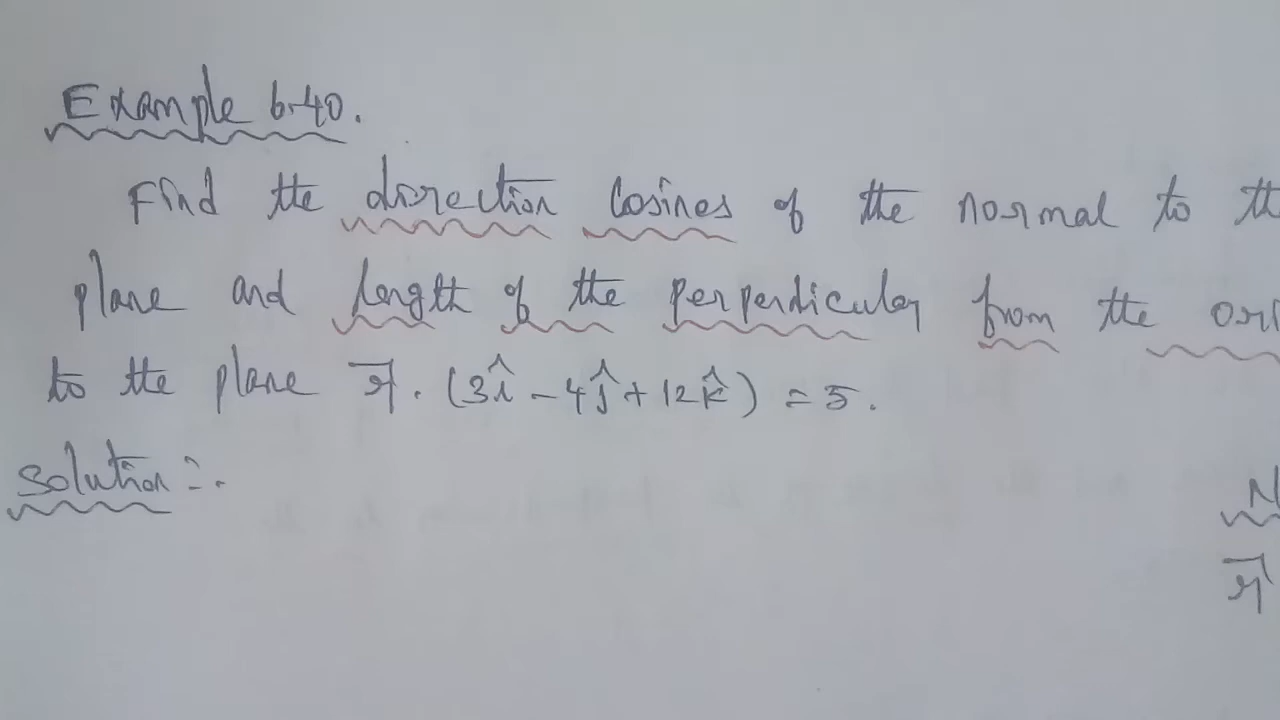 Example 6.40.
Find the direction Cosines of the normal to th
plane and length of the perpendicular from the ori
to the plane r⃗. (3î - 4ĵ + 12k̂) = 5.
Solution :-
N
r⃗